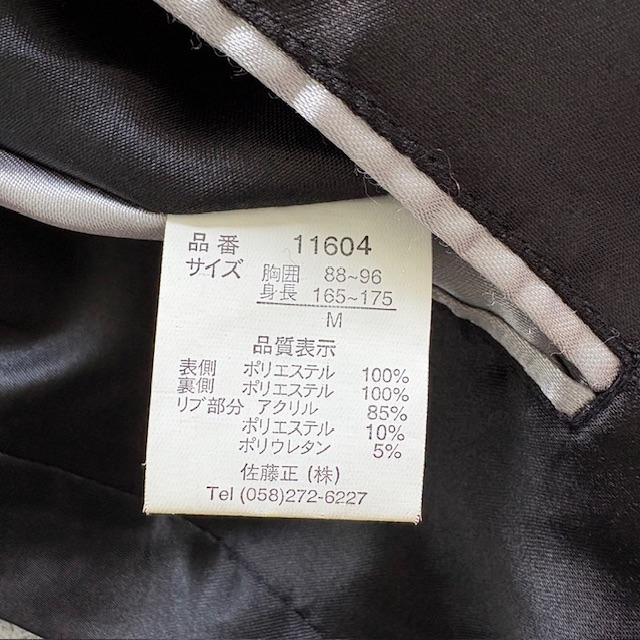 品番 11604
サイズ 胸囲 88~96
身長 165~175
M
品質表示
表側 ポリエステル 100%
裏側 ポリエステル 100%
リブ部分 アクリル 85%
ポリエステル 10%
ポリウレタン 5%
佐藤正(株)
Tel (058)272-6227